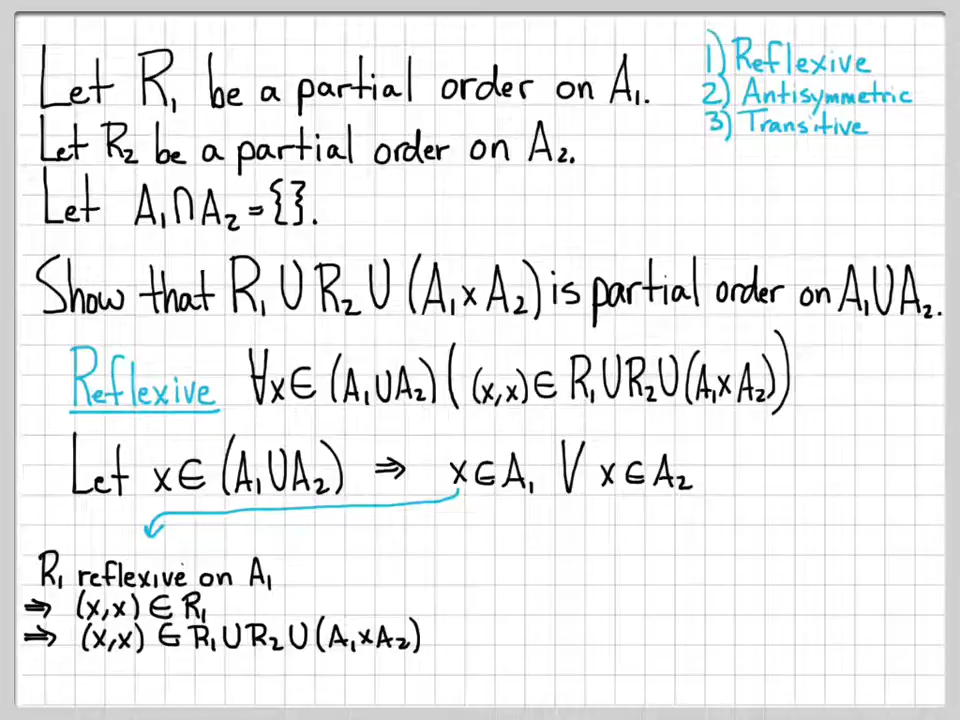 Let R₁ be a partial order on A₁.
1) Reflexive
2) Antisymmetric
3) Transitive
Let R₂ be a partial order on A₂.
Let A₁∩A₂={}.
Show that R₁∪R₂∪(A₁×A₂) is partial order on A₁∪A₂.
Reflexive ∀x∈(A₁∪A₂)((x,x)∈R₁∪R₂∪(A₁×A₂))
Let x∈(A₁∪A₂) ⇒ x∈A₁ ∨ x∈A₂
R₁ reflexive on A₁
⇒ (x,x)∈R₁
⇒ (x,x)∈R₁∪R₂∪(A₁×A₂)